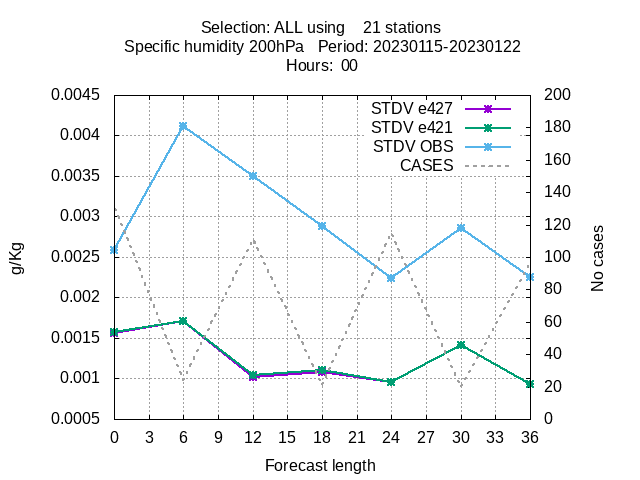 Selection: ALL using    21 stations
Specific humidity 200hPa   Period: 20230115-20230122
Hours:  00
0.0045
0.004
0.0035
0.003
0.0025
0.002
0.0015
0.001
0.0005
g/Kg
STDV e427
STDV e421
STDV OBS
CASES
200
180
160
140
120
100
80
60
40
20
0
No cases
0 3 6 9 12 15 18 21 24 27 30 33 36
Forecast length